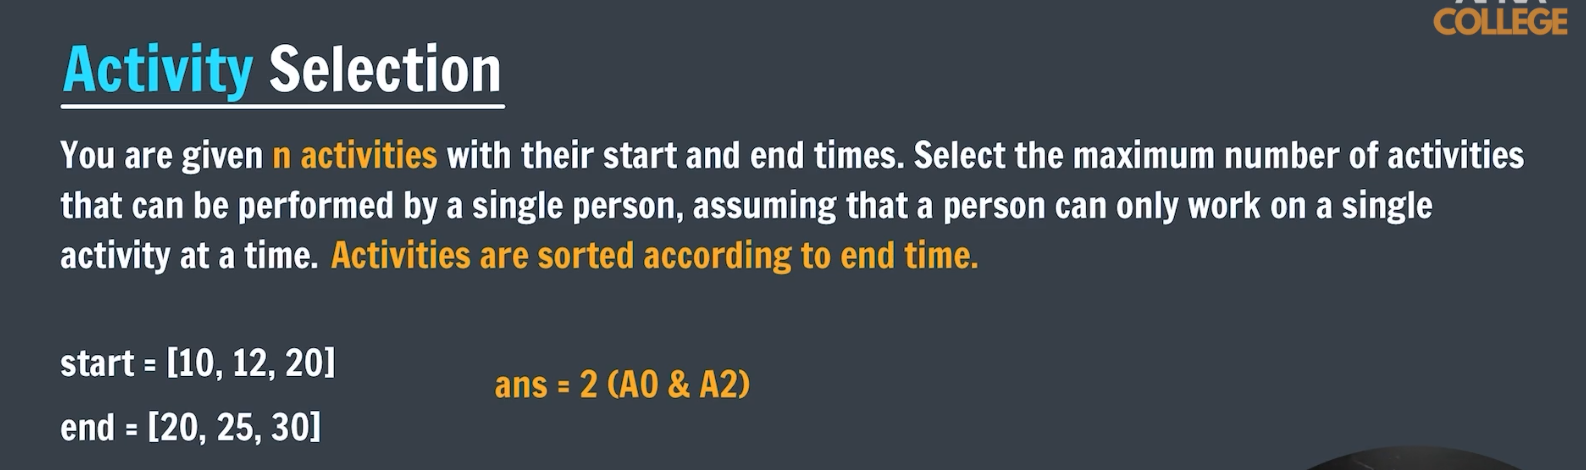 COLLEGE
Activity Selection
You are given n activities with their start and end times. Select the maximum number of activities
that can be performed by a single person, assuming that a person can only work on a single
activity at a time. Activities are sorted according to end time.
start = [10, 12, 20]
ans = 2 (A0 & A2)
end = [20, 25, 30]